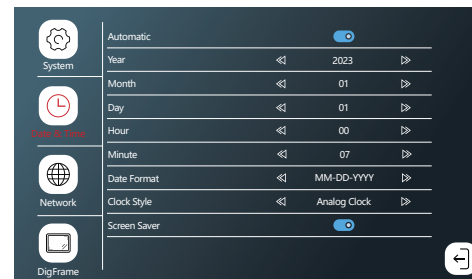 System
Date & Time
Network
DigFrame
Automatic
Year 2023
Month 01
Day 01
Hour 00
Minute 07
Date Format MM-DD-YYYY
Clock Style Analog Clock
Screen Saver